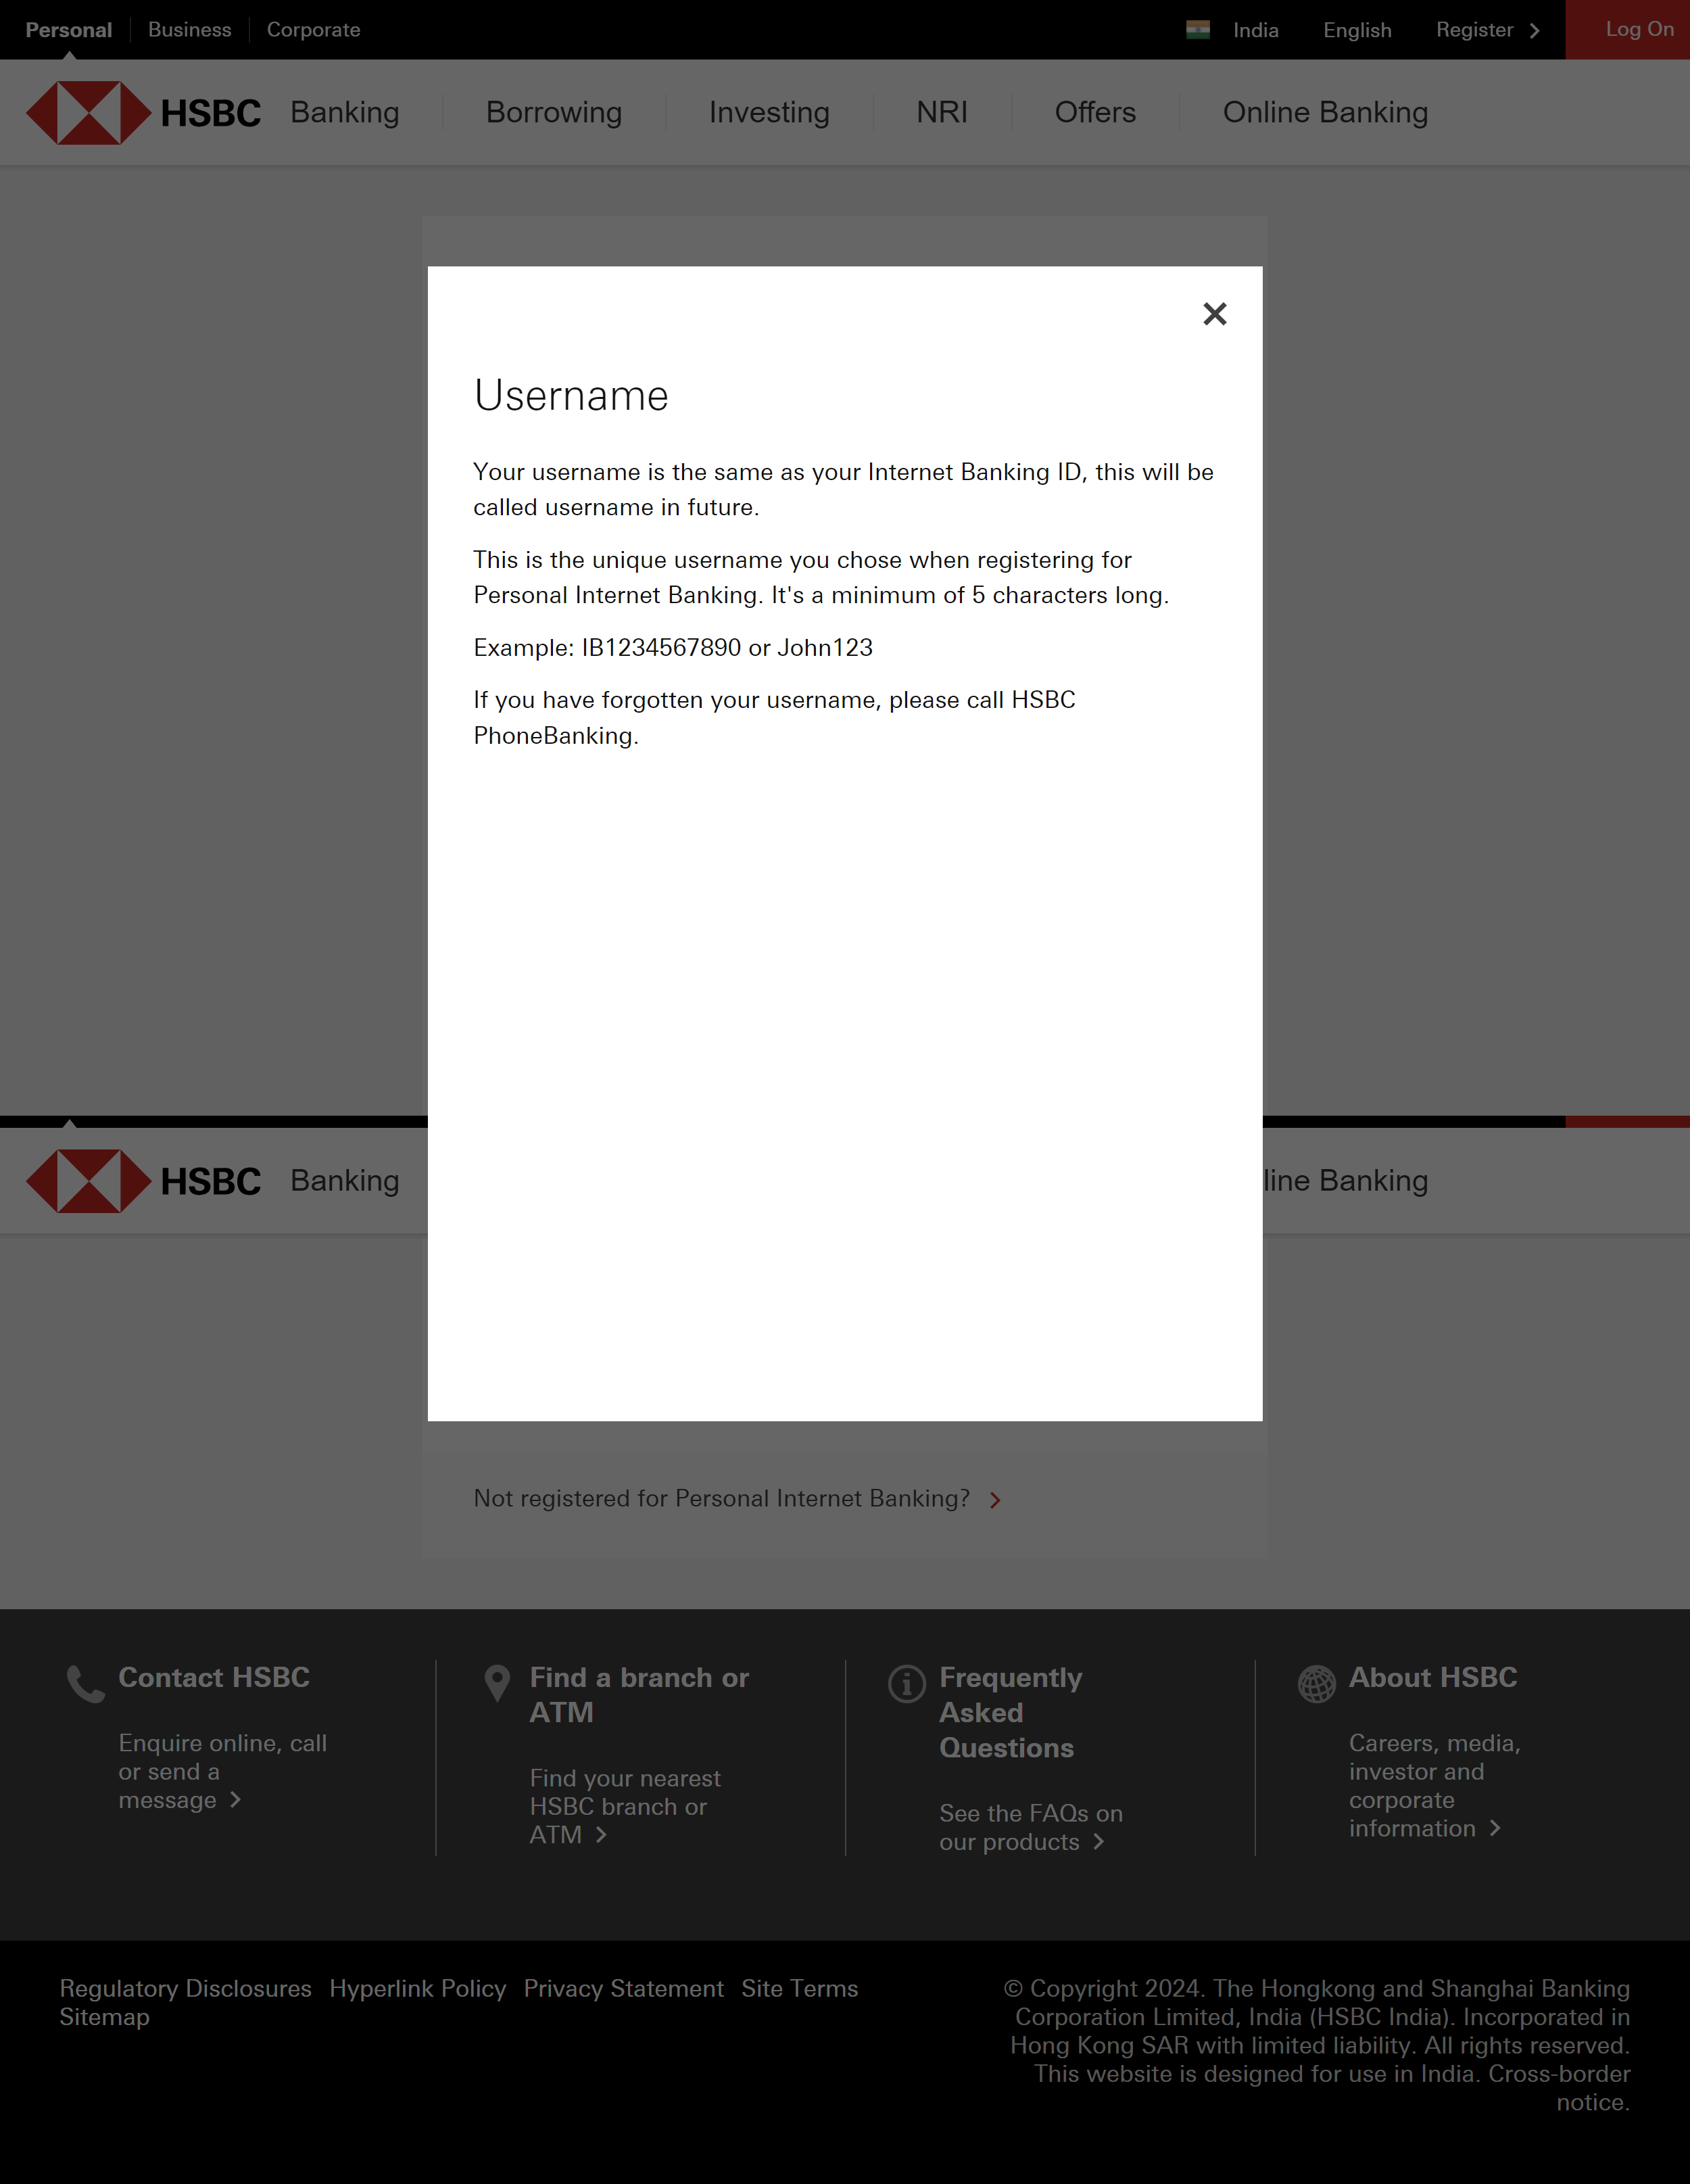 Personal Business Corporate India English Register Log On
HSBC Banking Borrowing Investing NRI Offers Online Banking
Username
Your username is the same as your Internet Banking ID, this will be
called username in future.
This is the unique username you chose when registering for
Personal Internet Banking. It's a minimum of 5 characters long.
Example: IB1234567890 or John123
If you have forgotten your username, please call HSBC
PhoneBanking.
HSBC Banking line Banking
Not registered for Personal Internet Banking?
Contact HSBC
Enquire online, call
or send a
message
Find a branch or
ATM
Find your nearest
HSBC branch or
ATM
Frequently
Asked
Questions
See the FAQs on
our products
About HSBC
Careers, media,
investor and
corporate
information
Regulatory Disclosures Hyperlink Policy Privacy Statement Site Terms
Sitemap
© Copyright 2024. The Hongkong and Shanghai Banking
Corporation Limited, India (HSBC India). Incorporated in
Hong Kong SAR with limited liability. All rights reserved.
This website is designed for use in India. Cross-border
notice.